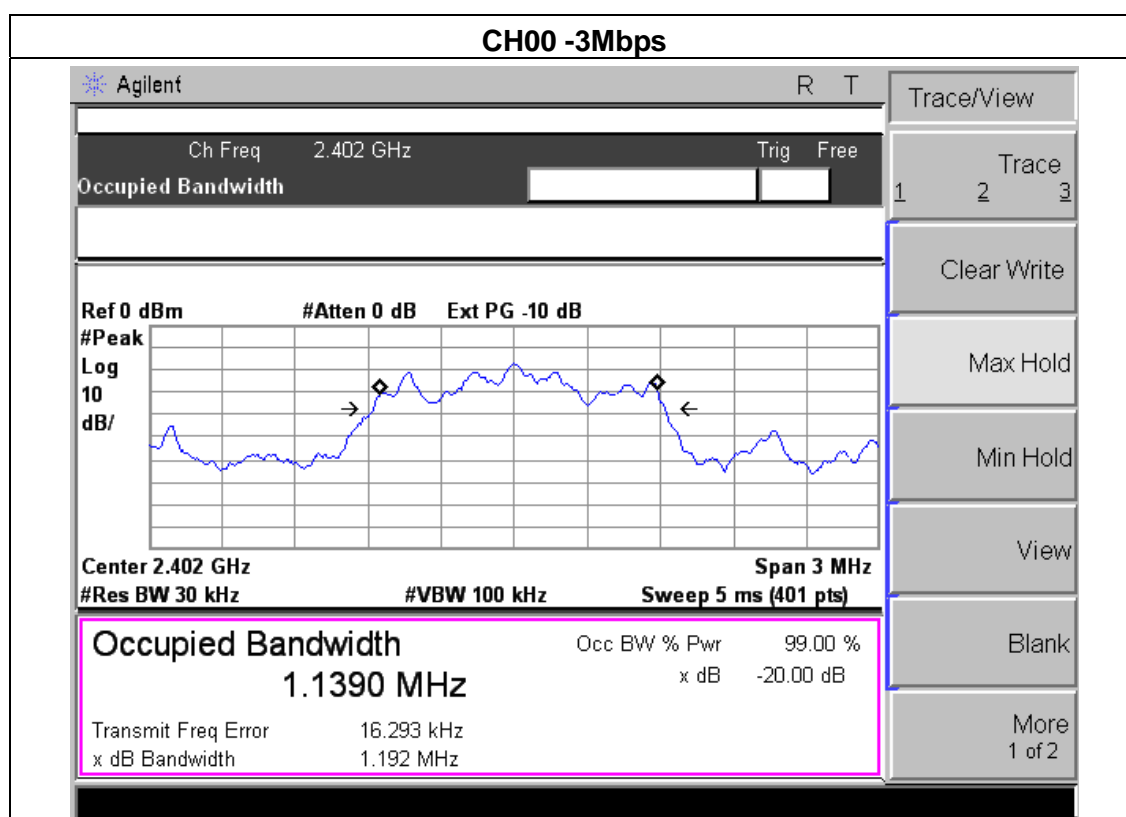 CH00 -3Mbps
Agilent R T
Trace/View
Ch Freq 2.402 GHz Trig Free
Occupied Bandwidth
Trace
1 2 3
Clear Write
Ref 0 dBm #Atten 0 dB Ext PG -10 dB
#Peak
Log
10
dB/
Max Hold
Min Hold
View
Center 2.402 GHz Span 3 MHz
#Res BW 30 kHz #VBW 100 kHz Sweep 5 ms (401 pts)
Occupied Bandwidth Occ BW % Pwr 99.00 %
1.1390 MHz x dB -20.00 dB
Blank
Transmit Freq Error 16.293 kHz
x dB Bandwidth 1.192 MHz
More
1 of 2